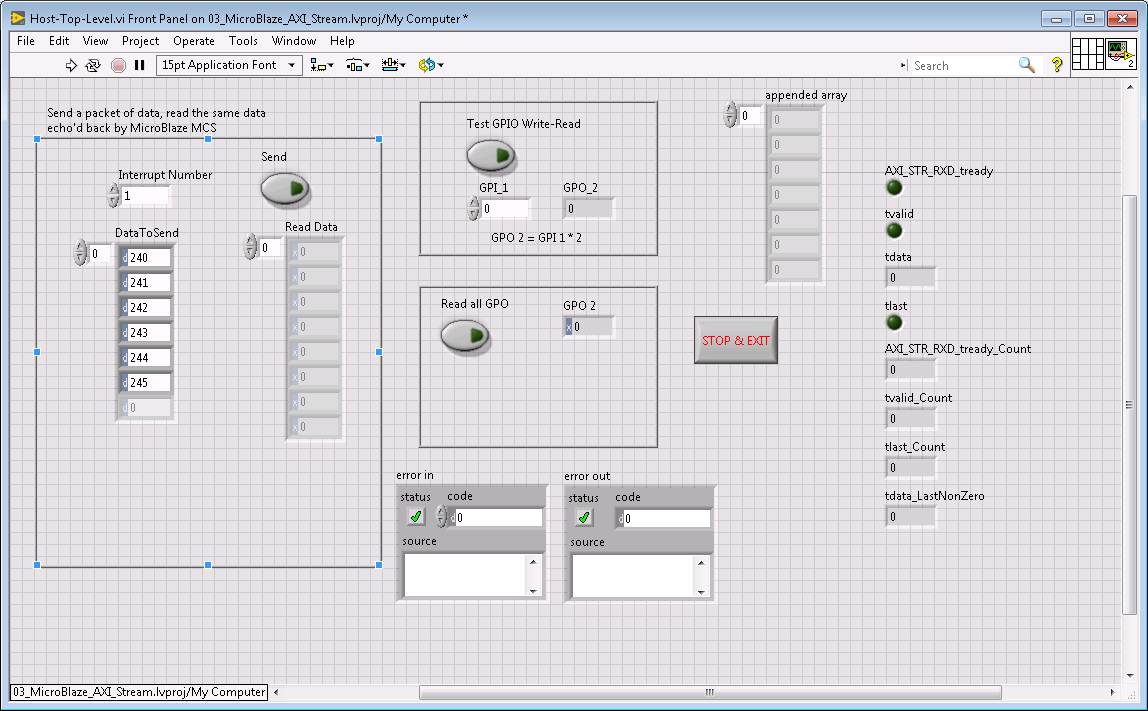 Host-Top-Level.vi Front Panel on 03_MicroBlaze_AXI_Stream.lvproj/My Computer *
File Edit View Project Operate Tools Window Help
15pt Application Font
Search
?
2
Send a packet of data, read the same data
echo'd back by MicroBlaze MCS
Interrupt Number
1
Send
DataToSend
0
d 240
d 241
d 242
d 243
d 244
d 245
d 0
Read Data
0
x 0
x 0
x 0
x 0
x 0
x 0
x 0
x 0
Test GPIO Write-Read
GPI_1
0
GPO_2
0
GPO 2 = GPI 1 * 2
Read all GPO
GPO 2
x 0
error in
status code
d 0
source
error out
status code
d 0
source
appended array
0
0
0
0
0
0
0
0
STOP & EXIT
AXI_STR_RXD_tready
tvalid
tdata
0
tlast
AXI_STR_RXD_tready_Count
0
tvalid_Count
0
tlast_Count
0
tdata_LastNonZero
0
03_MicroBlaze_AXI_Stream.lvproj/My Computer